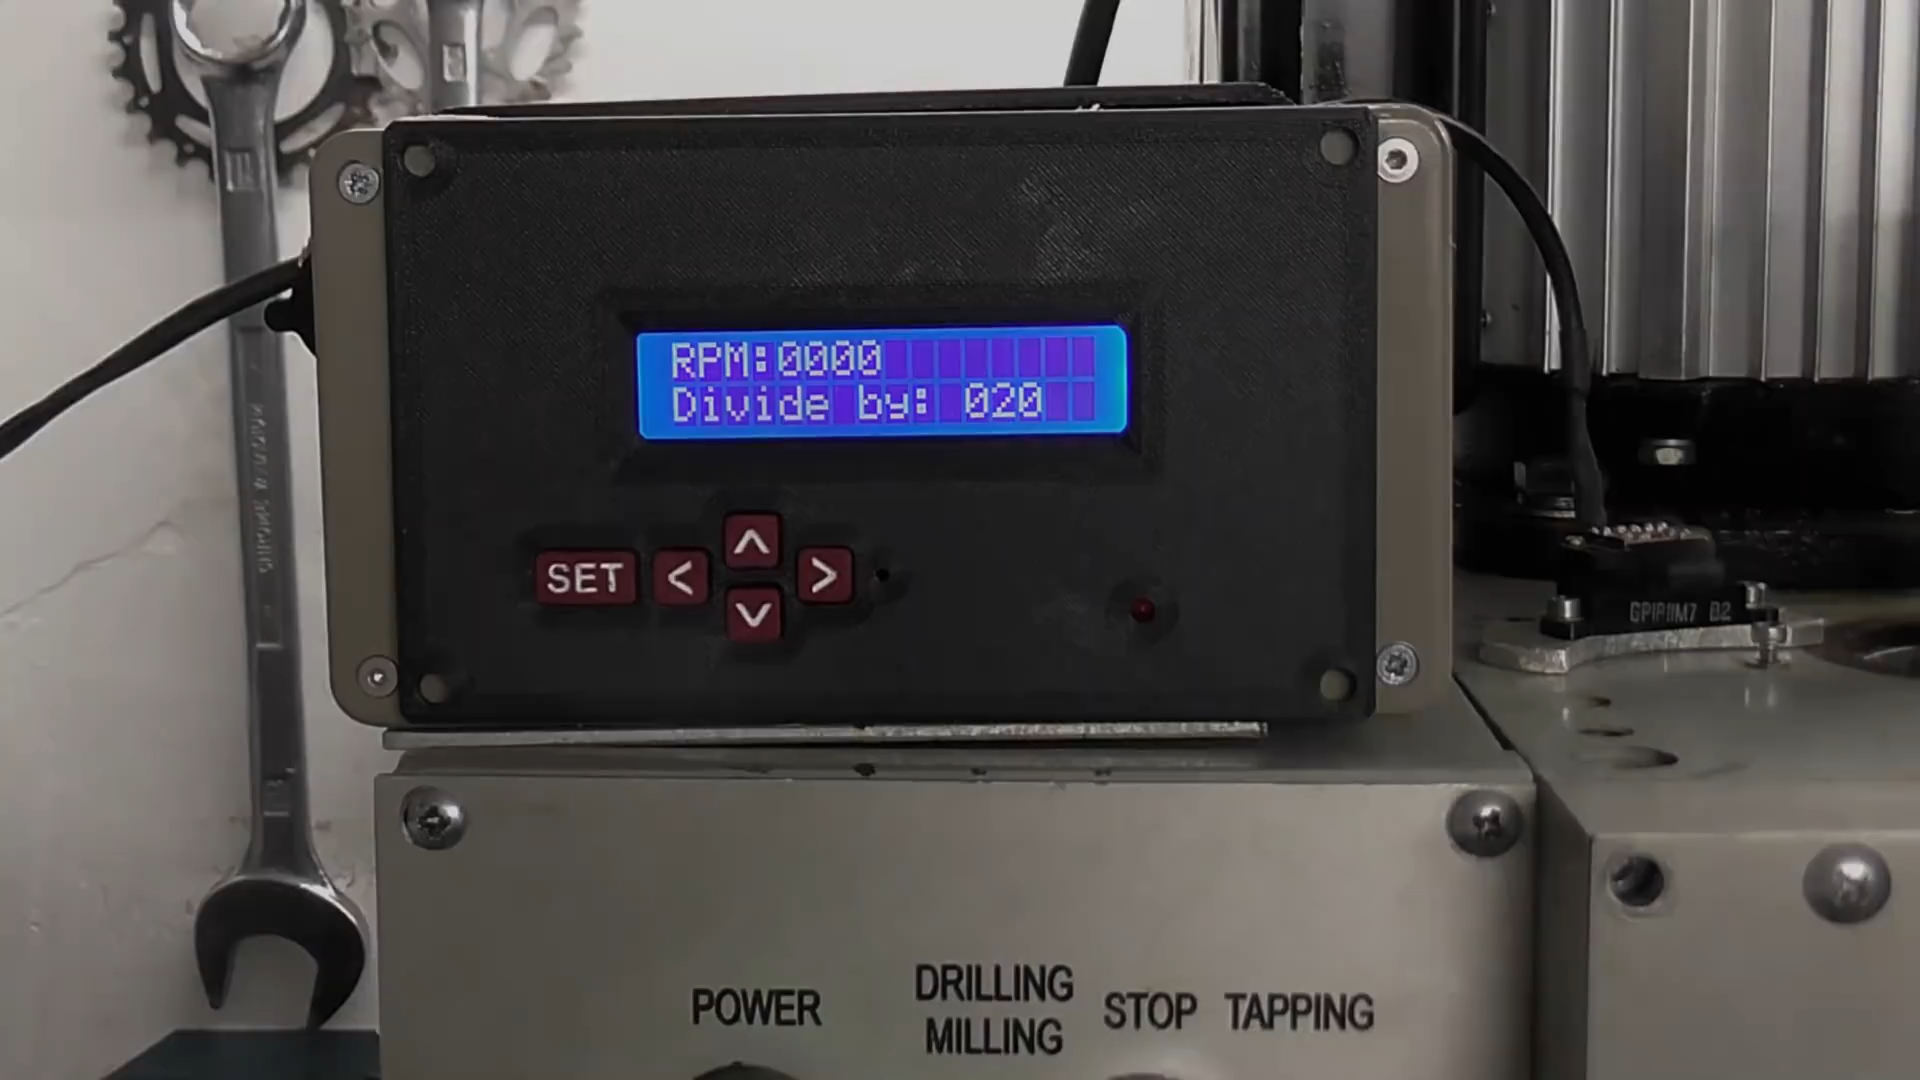 RPM:0000
Divide by: 020
SET < ^ v >
POWER
DRILLING
MILLING
STOP
TAPPING